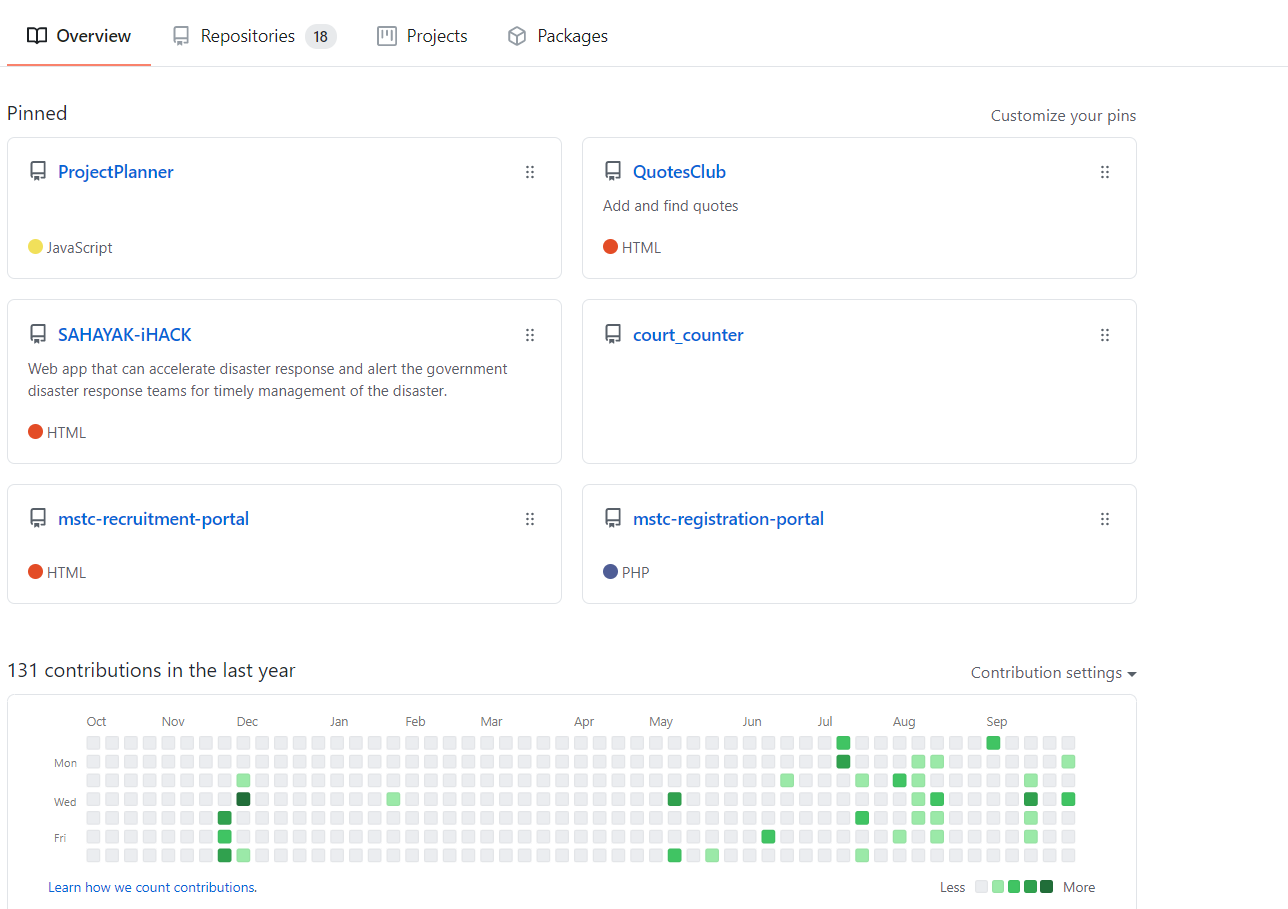 Overview Repositories 18 Projects Packages
Pinned Customize your pins
ProjectPlanner
JavaScript
QuotesClub
Add and find quotes
HTML
SAHAYAK-iHACK
Web app that can accelerate disaster response and alert the government
disaster response teams for timely management of the disaster.
HTML
court_counter
mstc-recruitment-portal
HTML
mstc-registration-portal
PHP
131 contributions in the last year Contribution settings
Oct Nov Dec Jan Feb Mar Apr May Jun Jul Aug Sep
Mon
Wed
Fri
Learn how we count contributions. Less More